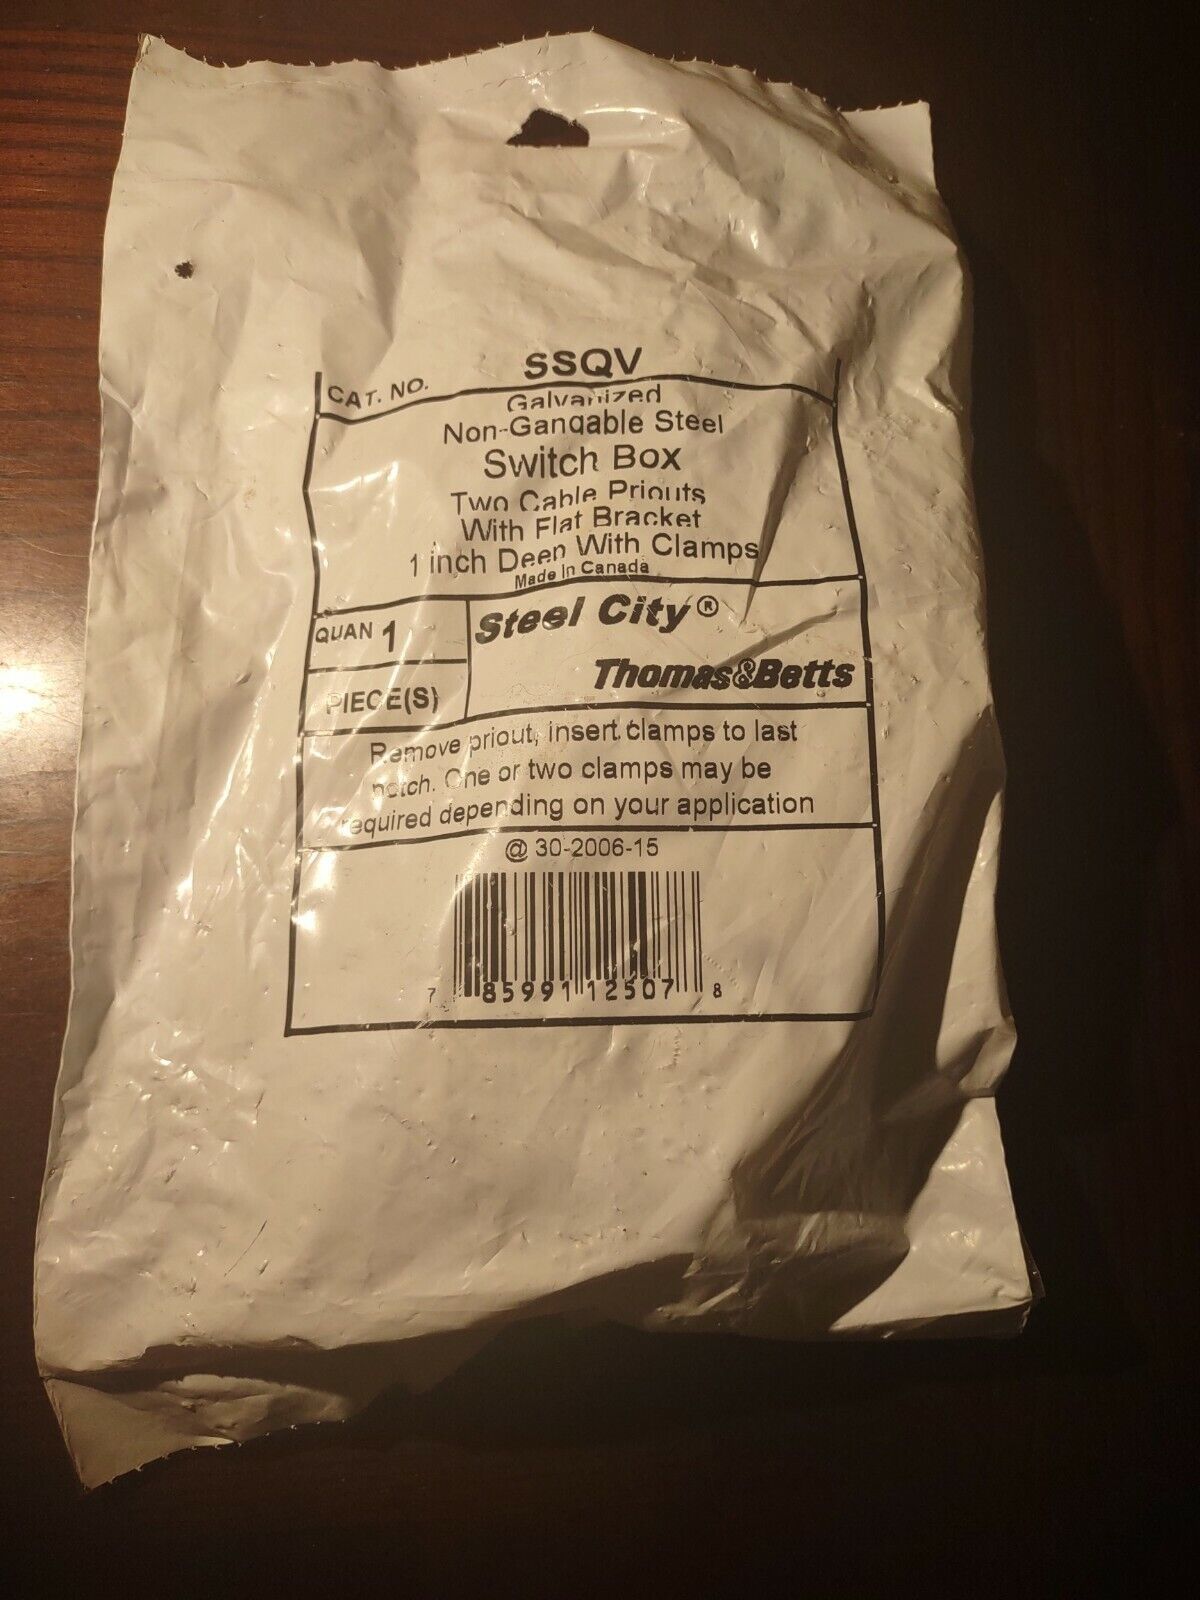 SSQV
CAT. NO.
Galvanized
Non-Gangable Steel
Switch Box
Two Cable Priouts
With Flat Bracket
1 inch Deep With Clamps
Made In Canada
QUAN 1
PIECE(S)
Steel City®
Thomas&Betts
Remove priout, insert clamps to last
notch. One or two clamps may be
required depending on your application
@ 30-2006-15
7 85991 12507 8